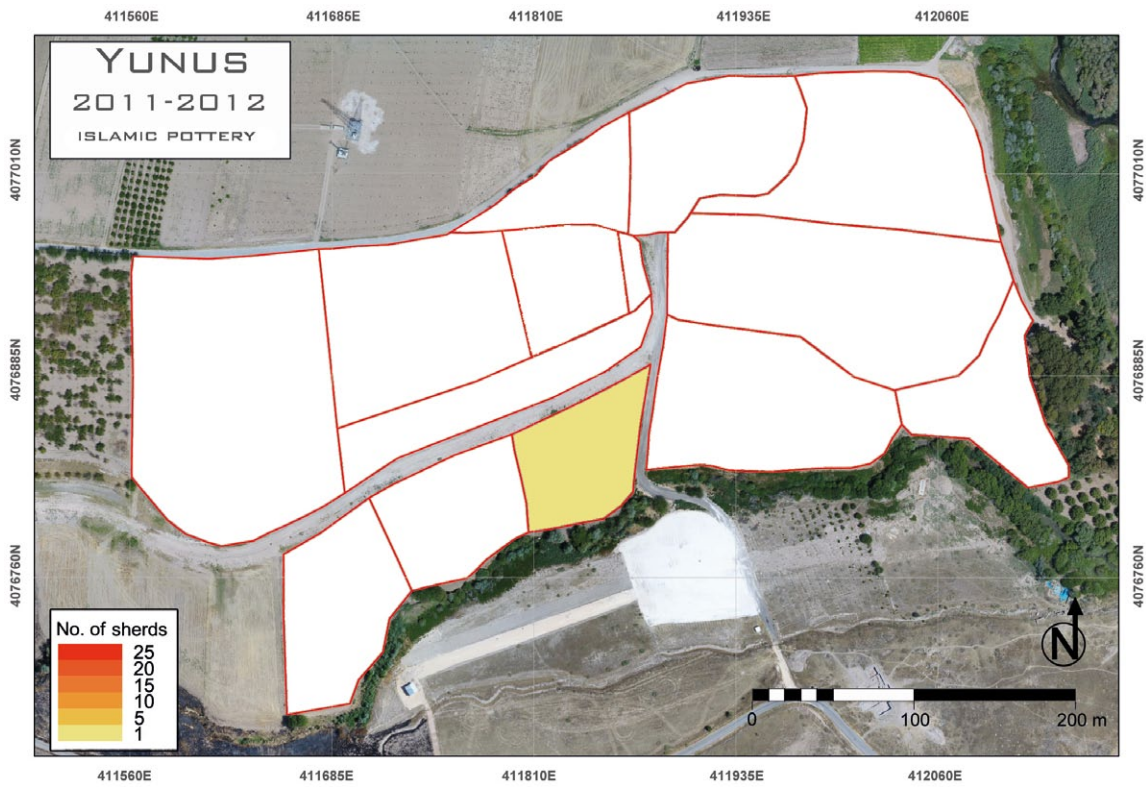 411560E 411685E 411810E 411935E 412060E
YUNUS
2011-2012
ISLAMIC POTTERY
4077010N 4077010N
4076885N 4076885N
4076760N 4076760N
No. of sherds
25
20
15
10
5
1
N
0 100 200 m
411560E 411685E 411810E 411935E 412060E